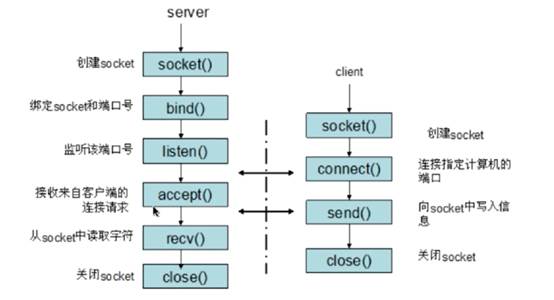 server
创建socket
socket()
绑定socket和端口号
bind()
监听该端口号
listen()
接收来自客户端的
连接请求
accept()
从socket中读取字符
recv()
关闭socket
close()
client
socket()
创建socket
connect()
连接指定计算机的
端口
send()
向socket中写入信
息
close()
关闭socket